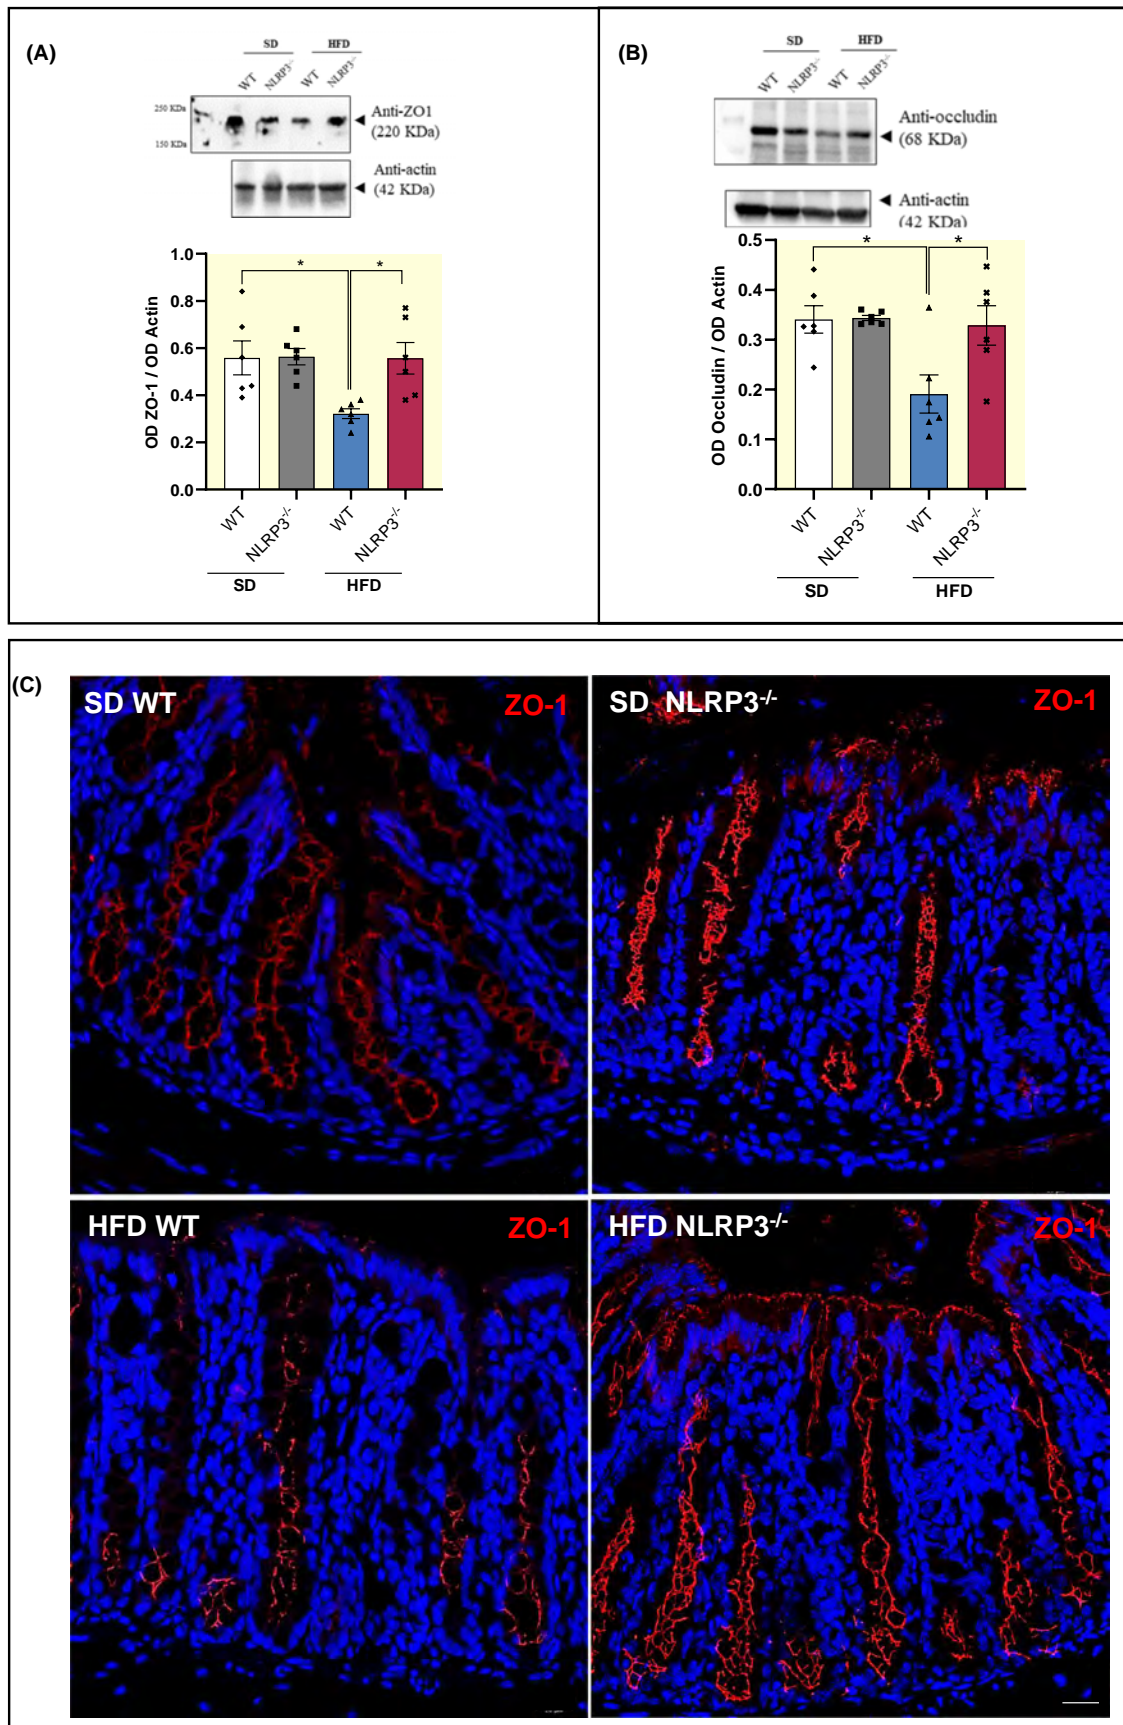 (A)
SD HFD
WT NLRP3-/- WT NLRP3-/-
250 KDa
150 KDa
Anti-ZO1
(220 KDa)
Anti-actin
(42 KDa)
OD ZO-1 / OD Actin
1.0
0.8
0.6
0.4
0.2
0.0
* *
WT NLRP3-/- WT NLRP3-/-
SD HFD
(B)
SD HFD
WT NLRP3-/- WT NLRP3-/-
Anti-occludin
(68 KDa)
Anti-actin
(42 KDa)
OD Occludin / OD Actin
0.5
0.4
0.3
0.2
0.1
0.0
* *
WT NLRP3-/- WT NLRP3-/-
SD HFD
(C)
SD WT ZO-1
SD NLRP3-/- ZO-1
HFD WT ZO-1
HFD NLRP3-/- ZO-1